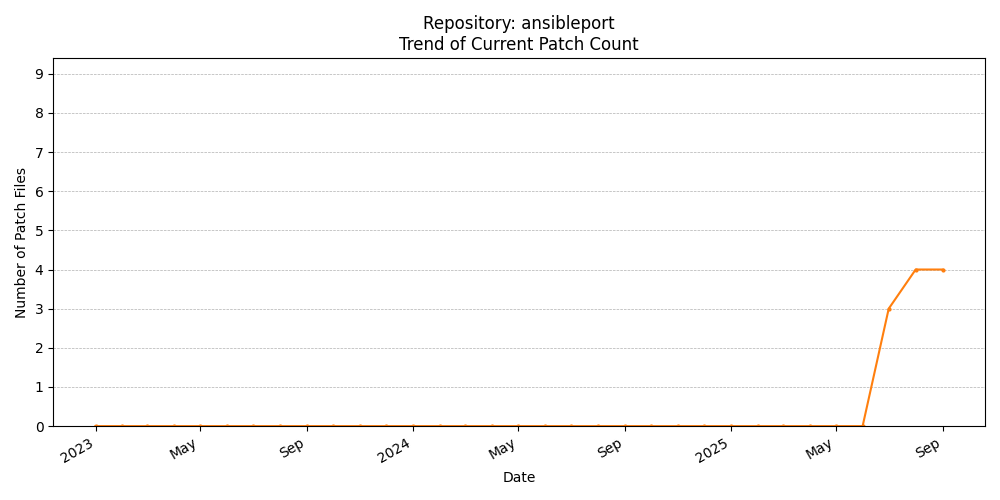 Repository: ansibleport
Trend of Current Patch Count
9
8
7
6
5
4
3
2
1
0
Number of Patch Files
2023
May
Sep
2024
May
Sep
2025
May
Sep
Date